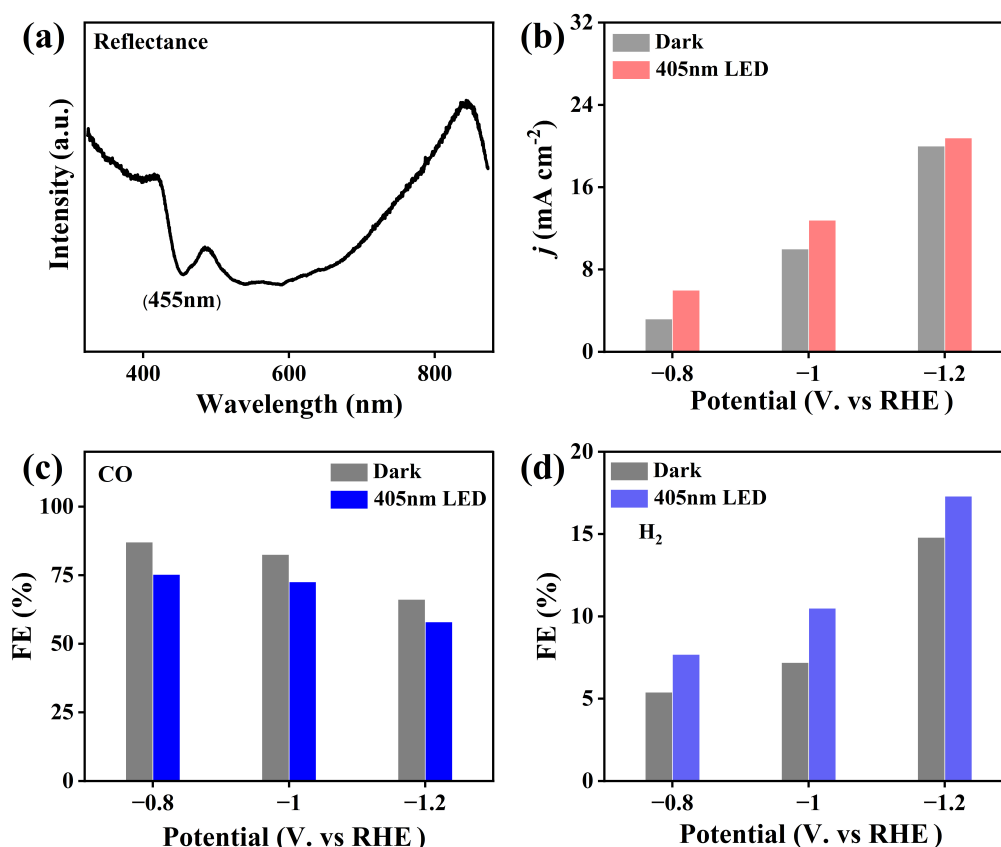 (a)
Reflectance
Intensity (a.u.)
(455nm)
400
600
800
Wavelength (nm)
(b)
Dark
405nm LED
32
24
16
8
0
j (mA cm⁻²)
−0.8
−1
−1.2
Potential (V. vs RHE )
(c)
CO
Dark
405nm LED
100
75
50
25
0
FE (%)
−0.8
−1
−1.2
Potential (V. vs RHE )
(d)
Dark
405nm LED
H₂
20
15
10
5
0
FE (%)
−0.8
−1
−1.2
Potential (V. vs RHE )